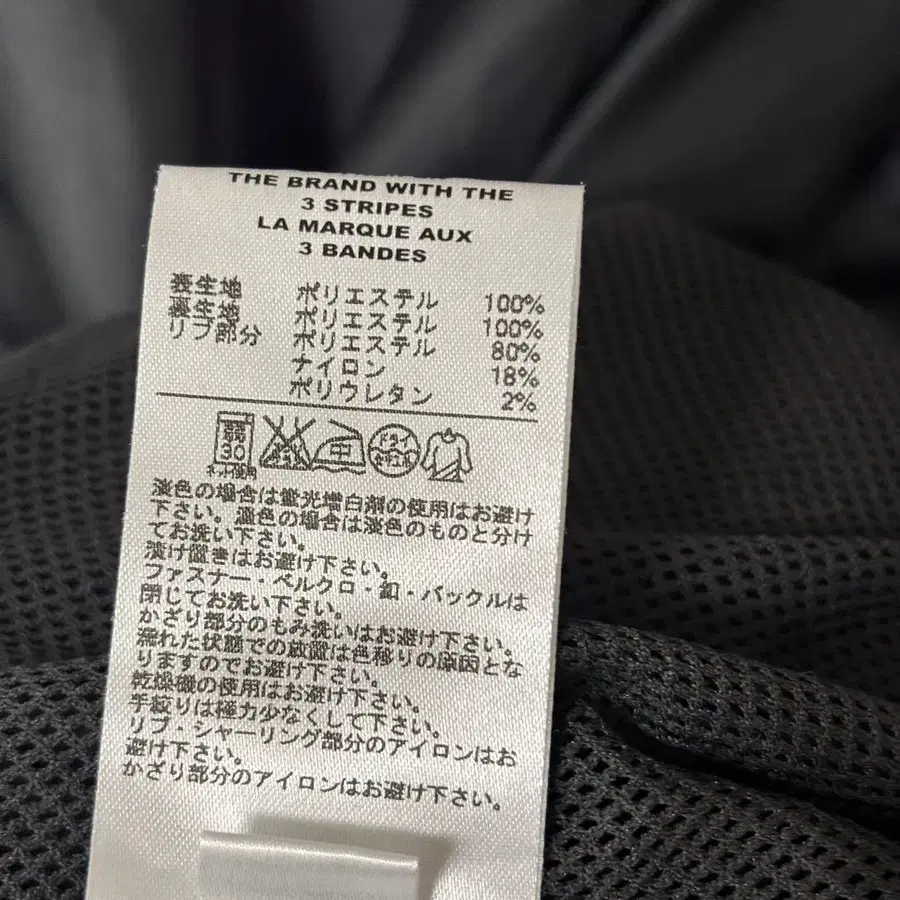 THE BRAND WITH THE
3 STRIPES
LA MARQUE AUX
3 BANDES
表生地 ポリエステル 100%
裏生地 ポリエステル 100%
リブ部分 ポリエステル 80%
ナイロン 18%
ポリウレタン 2%
弱 30 中 ドライ
ネット使用
淡色の場合は蛍光増白剤の使用はお避け
下さい。濃色の場合は淡色のものと分け
てお洗い下さい。
漬け置きはお避け下さい。
ファスナー・ベルクロ・釦・バックルは
閉じてお洗い下さい。
かざり部分のもみ洗いはお避け下さい。
濡れた状態での放置は色移りの原因とな
りますのでお避け下さい。
乾燥機の使用はお避け下さい。
手絞りは極力少なくして下さい。
リブ・シャーリング部分のアイロンはお
避け下さい。
かざり部分のアイロンはお避け下さい。